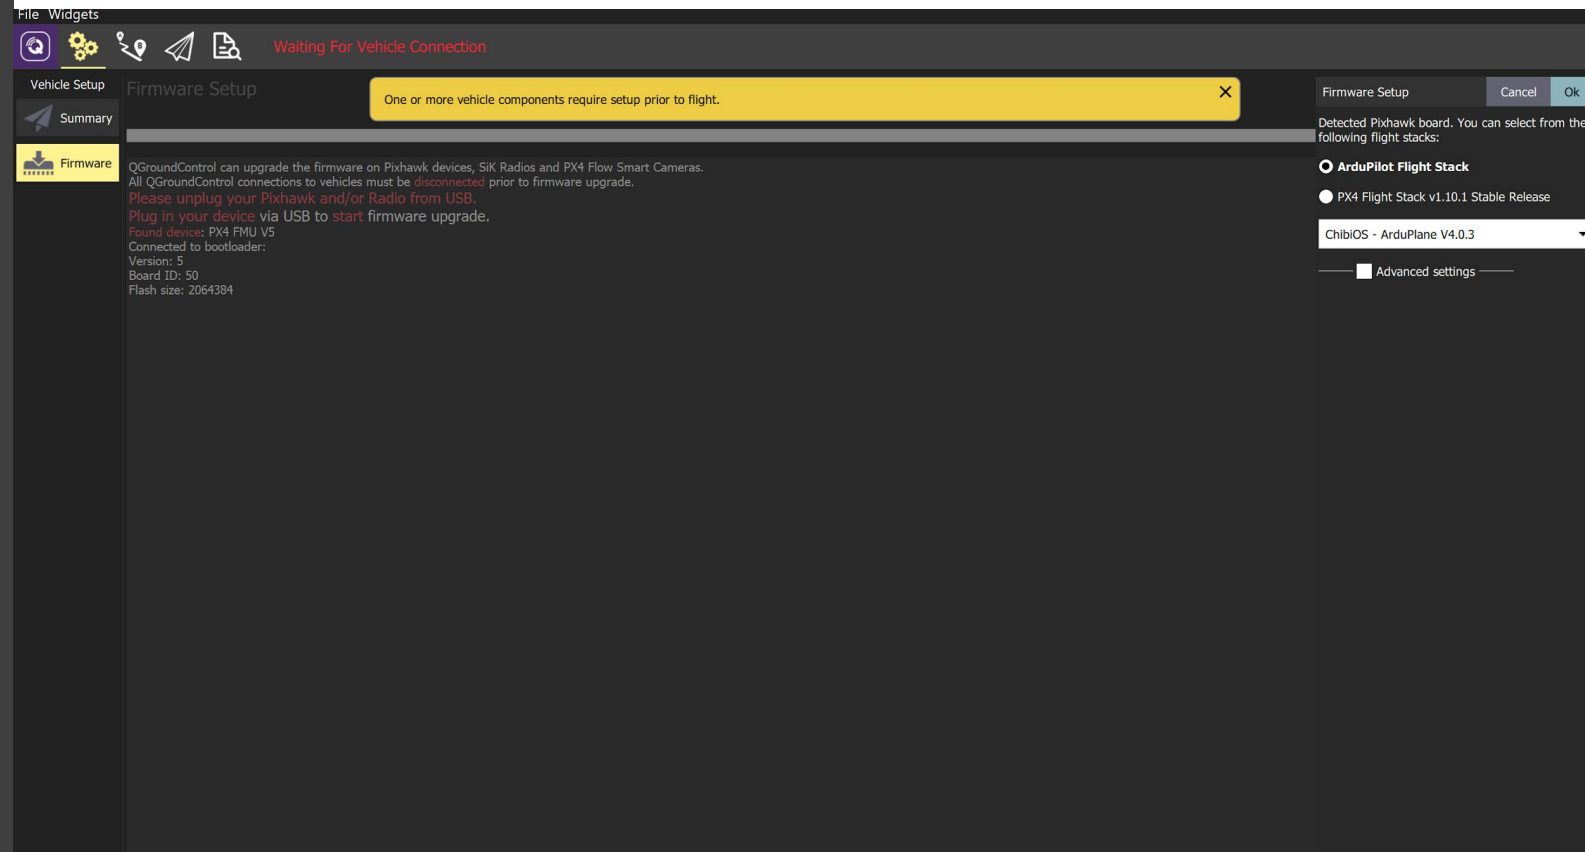 File Widgets
Waiting For Vehicle Connection
Vehicle Setup
Summary
Firmware
Firmware Setup
One or more vehicle components require setup prior to flight.
QGroundControl can upgrade the firmware on Pixhawk devices, SiK Radios and PX4 Flow Smart Cameras.
All QGroundControl connections to vehicles must be disconnected prior to firmware upgrade.
Please unplug your Pixhawk and/or Radio from USB.
Plug in your device via USB to start firmware upgrade.
Found device: PX4 FMU V5
Connected to bootloader:
Version: 5
Board ID: 50
Flash size: 2064384
Firmware Setup Cancel Ok
Detected Pixhawk board. You can select from the
following flight stacks:
ArduPilot Flight Stack
PX4 Flight Stack v1.10.1 Stable Release
ChibiOS - ArduPlane V4.0.3
Advanced settings